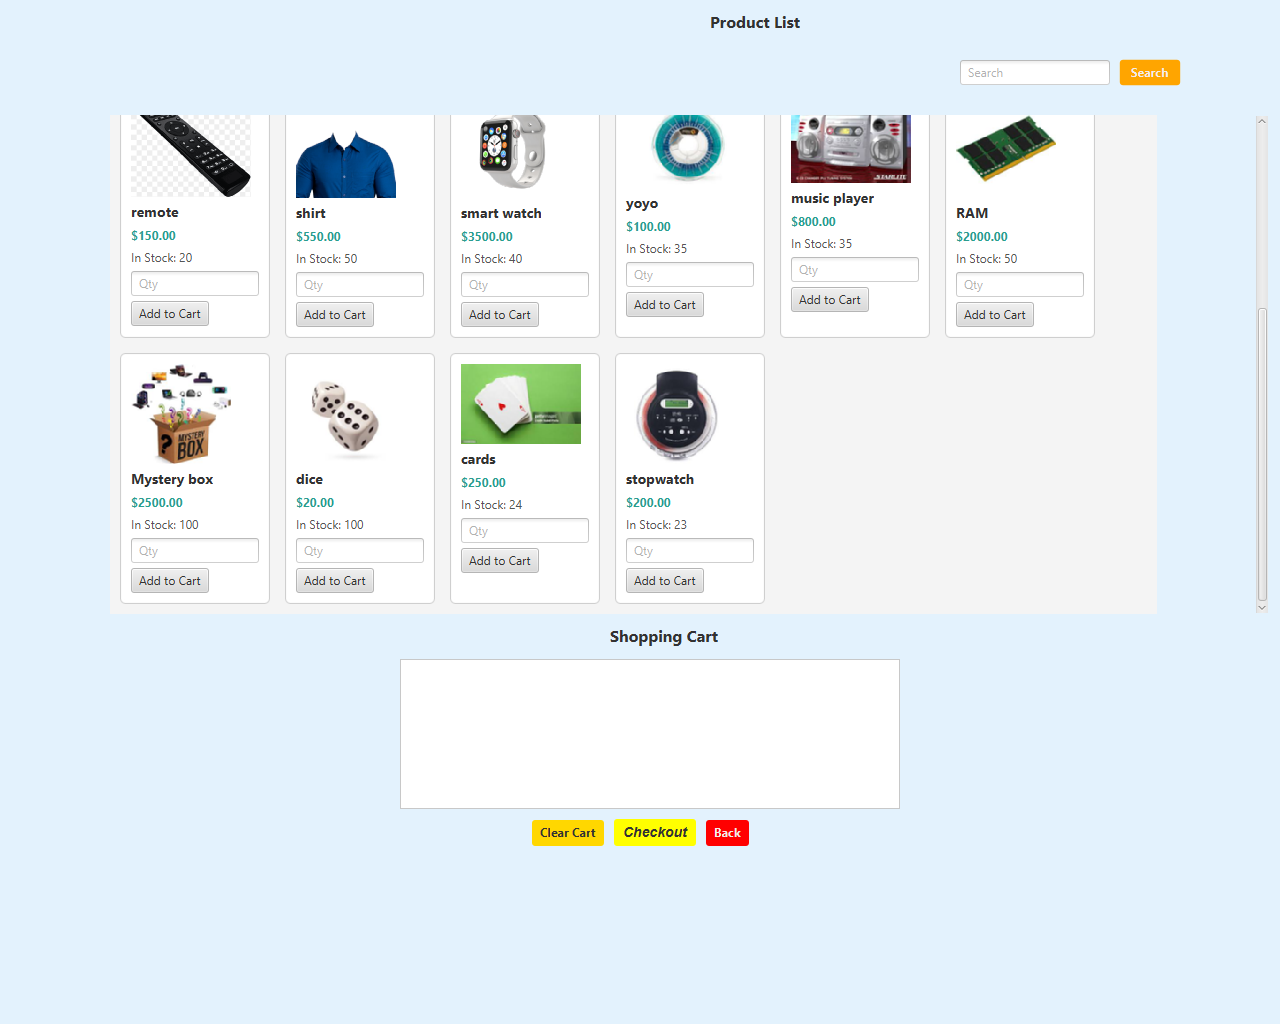 Product List
Search
Search
remote
$150.00
In Stock: 20
Qty
Add to Cart
shirt
$550.00
In Stock: 50
Qty
Add to Cart
smart watch
$3500.00
In Stock: 40
Qty
Add to Cart
yoyo
$100.00
In Stock: 35
Qty
Add to Cart
music player
$800.00
In Stock: 35
Qty
Add to Cart
RAM
$2000.00
In Stock: 50
Qty
Add to Cart
MYSTERY
BOX
Mystery box
$2500.00
In Stock: 100
Qty
Add to Cart
dice
$20.00
In Stock: 100
Qty
Add to Cart
cards
$250.00
In Stock: 24
Qty
Add to Cart
stopwatch
$200.00
In Stock: 23
Qty
Add to Cart
Shopping Cart
Clear Cart
Checkout
Back